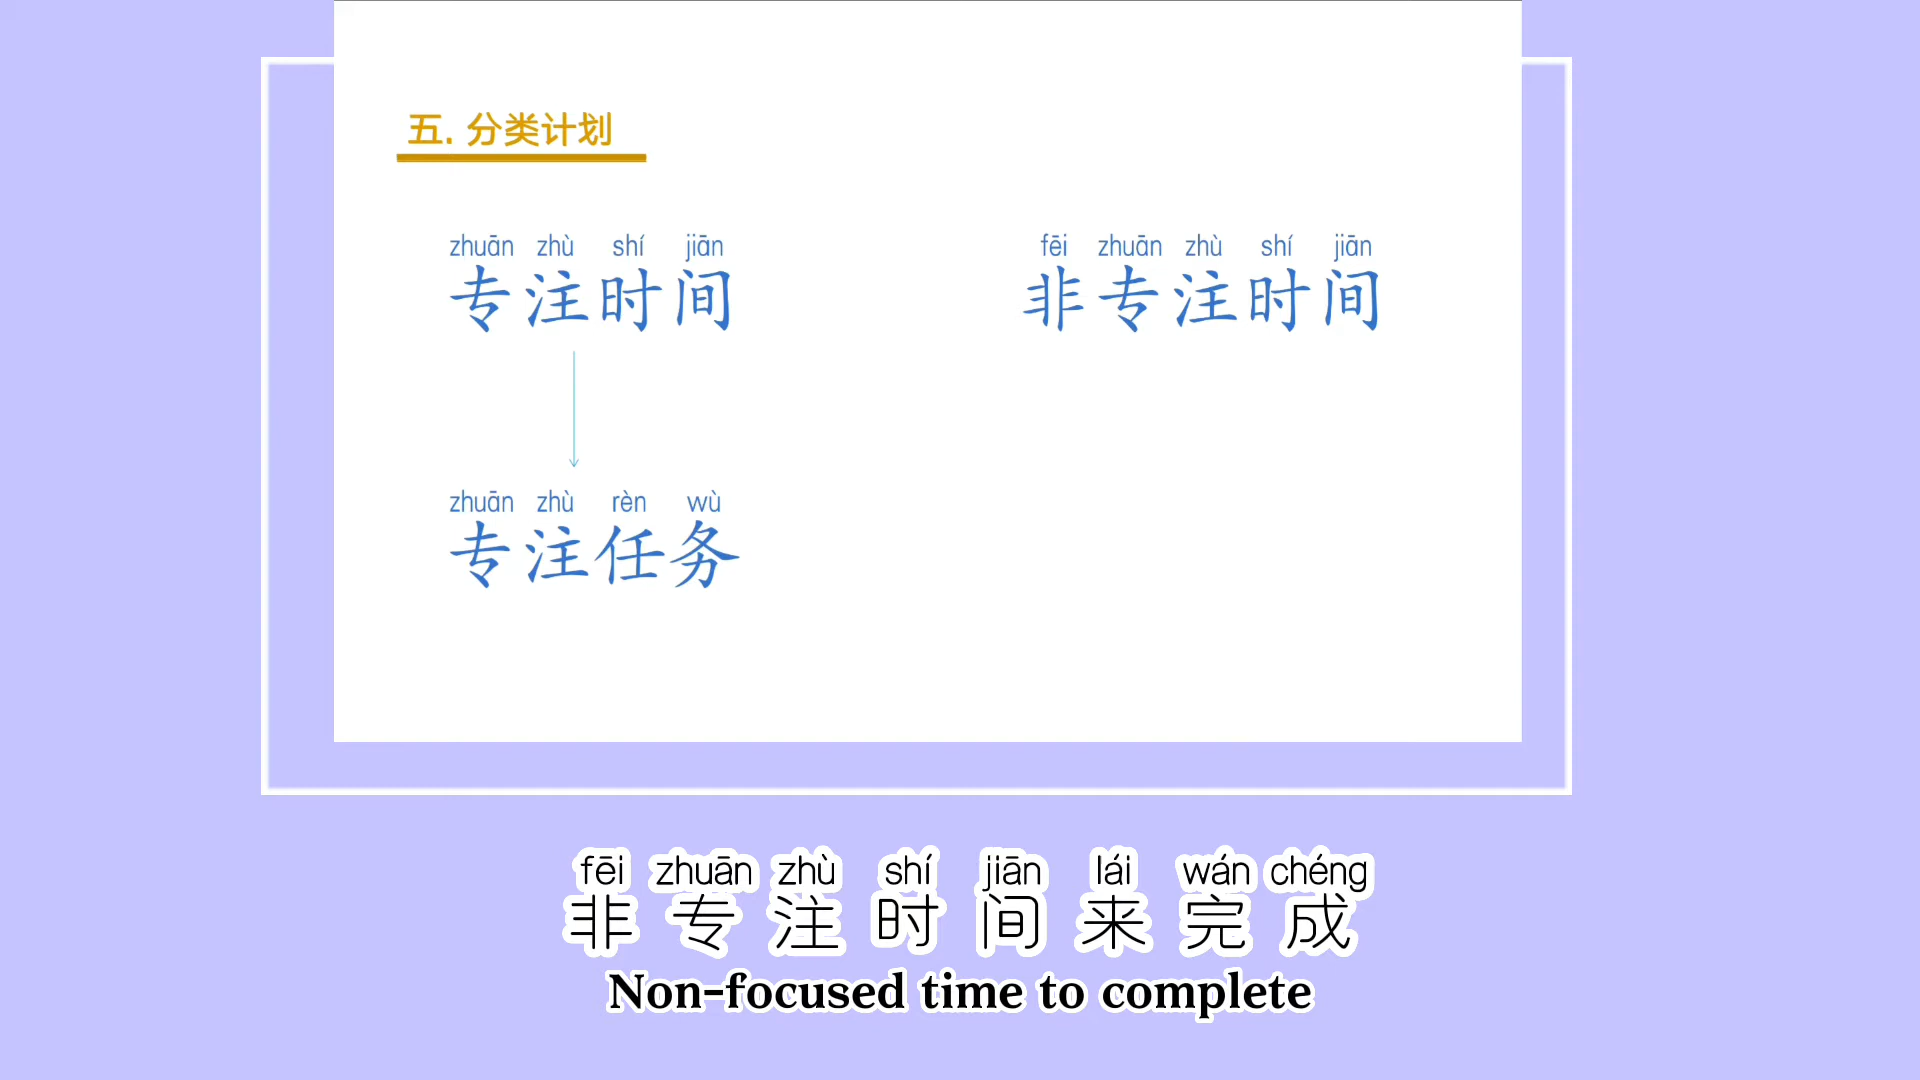 五. 分类计划
zhuān zhù shí jiān
专注时间
fēi zhuān zhù shí jiān
非专注时间
zhuān zhù rèn wù
专注任务
fēi zhuān zhù shí jiān lái wán chéng
非专注时间来完成
Non-focused time to complete